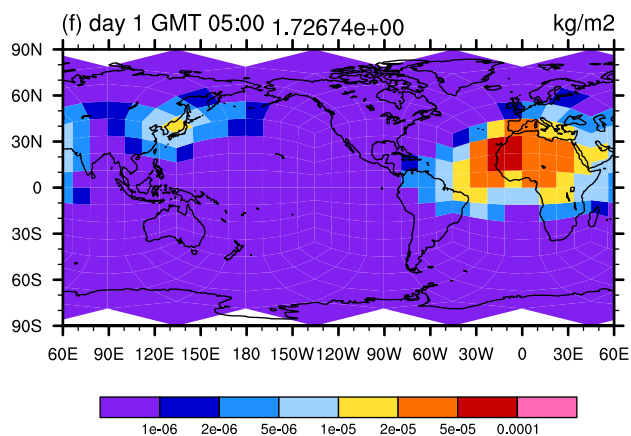 (f) day 1 GMT 05:00 1.72674e+00 kg/m2
90N
60N
30N
0
30S
60S
90S
60E 90E 120E 150E 180 150W 120W 90W 60W 30W 0 30E 60E
1e-06 2e-06 5e-06 1e-05 2e-05 5e-05 0.0001